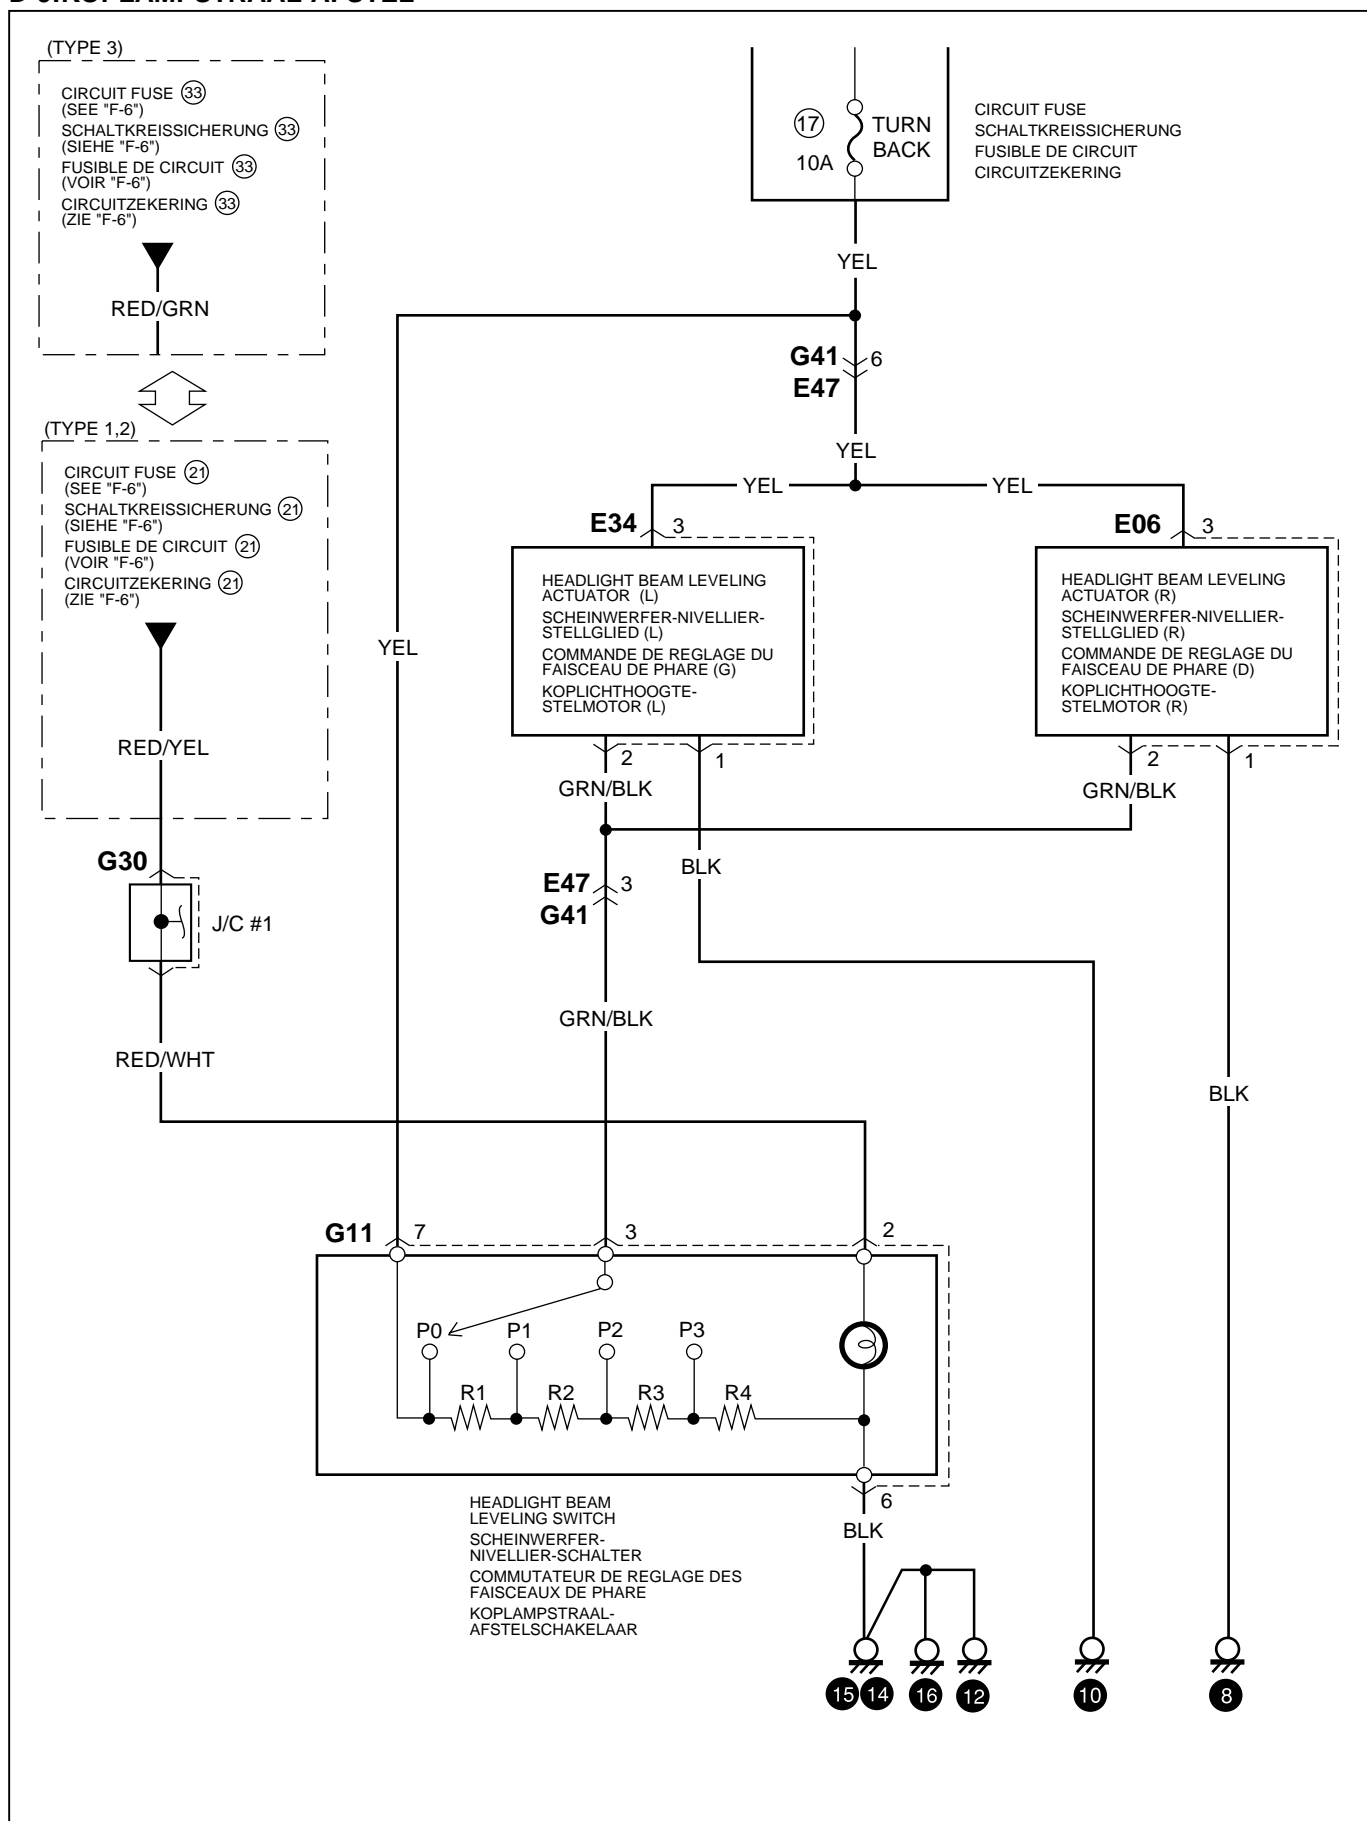 (TYPE 3)
CIRCUIT FUSE 33
(SEE "F-6")
SCHALTKREISSICHERUNG 33
(SIEHE "F-6")
FUSIBLE DE CIRCUIT 33
(VOIR "F-6")
CIRCUITZEKERING 33
(ZIE "F-6")
RED/GRN
17
10A
TURN
BACK
CIRCUIT FUSE
SCHALTKREISSICHERUNG
FUSIBLE DE CIRCUIT
CIRCUITZEKERING
YEL
G41 6
E47
YEL
YEL YEL
(TYPE 1,2)
CIRCUIT FUSE 21
(SEE "F-6")
SCHALTKREISSICHERUNG 21
(SIEHE "F-6")
FUSIBLE DE CIRCUIT 21
(VOIR "F-6")
CIRCUITZEKERING 21
(ZIE "F-6")
RED/YEL
YEL
E34 3
HEADLIGHT BEAM LEVELING
ACTUATOR (L)
SCHEINWERFER-NIVELLIER-
STELLGLIED (L)
COMMANDE DE REGLAGE DU
FAISCEAU DE PHARE (G)
KOPLICHTHOOGTE-
STELMOTOR (L)
2 1
GRN/BLK
E06 3
HEADLIGHT BEAM LEVELING
ACTUATOR (R)
SCHEINWERFER-NIVELLIER-
STELLGLIED (R)
COMMANDE DE REGLAGE DU
FAISCEAU DE PHARE (D)
KOPLICHTHOOGTE-
STELMOTOR (R)
2 1
GRN/BLK
BLK
G30
J/C #1
E47 3
G41
GRN/BLK
RED/WHT
BLK
G11 7 3 2
P0 P1 P2 P3
R1 R2 R3 R4
6
BLK
HEADLIGHT BEAM
LEVELING SWITCH
SCHEINWERFER-
NIVELLIER-SCHALTER
COMMUTATEUR DE REGLAGE DES
FAISCEAUX DE PHARE
KOPLAMPSTRAAL-
AFSTELSCHAKELAAR
15 14 16 12 10 8